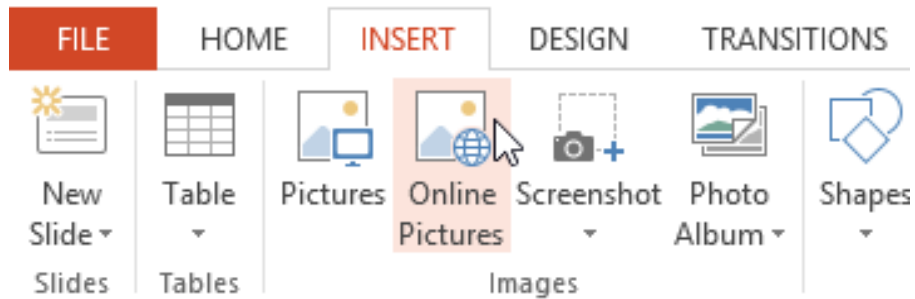 FILE HOME INSERT DESIGN TRANSITIONS
New Table Pictures Online Screenshot Photo Shapes
Slide Pictures Album
Slides Tables Images